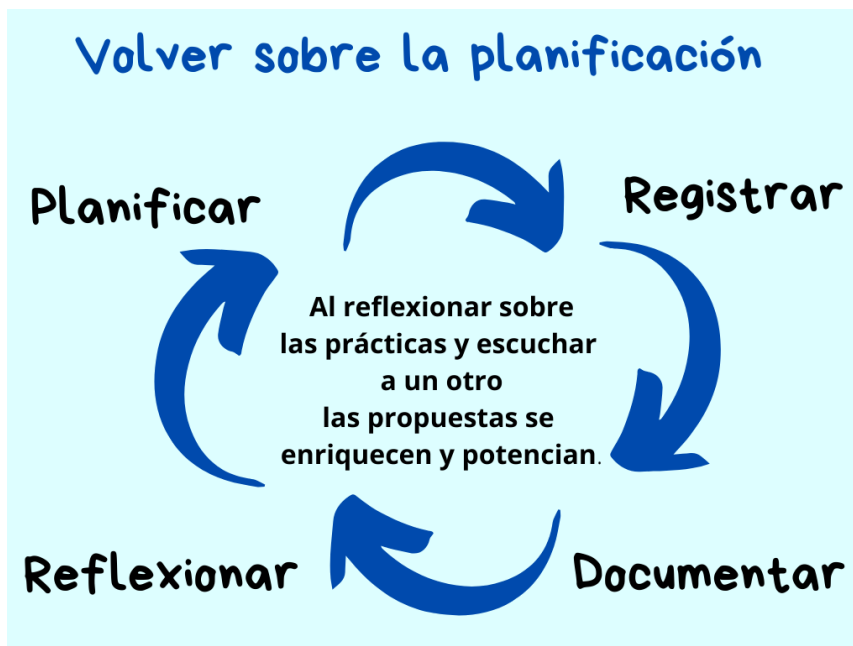 Volver sobre la planificación
Planificar
Registrar
Al reflexionar sobre
las prácticas y escuchar
a un otro
las propuestas se
enriquecen y potencian.
Reflexionar
Documentar